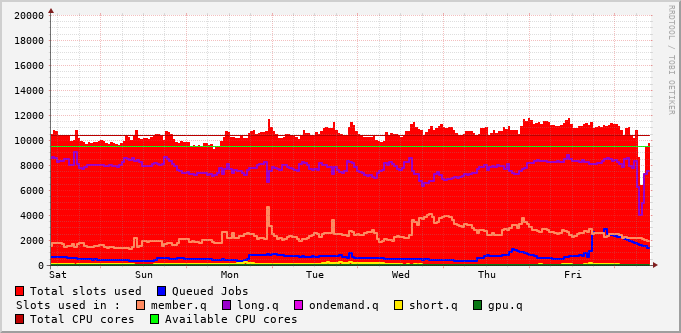 RRDTOOL / TOBI OETIKER
20000
18000
16000
14000
12000
10000
8000
6000
4000
2000
0
Sat Sun Mon Tue Wed Thu Fri
Total slots used Queued Jobs
Slots used in : member.q long.q ondemand.q short.q gpu.q
Total CPU cores Available CPU cores